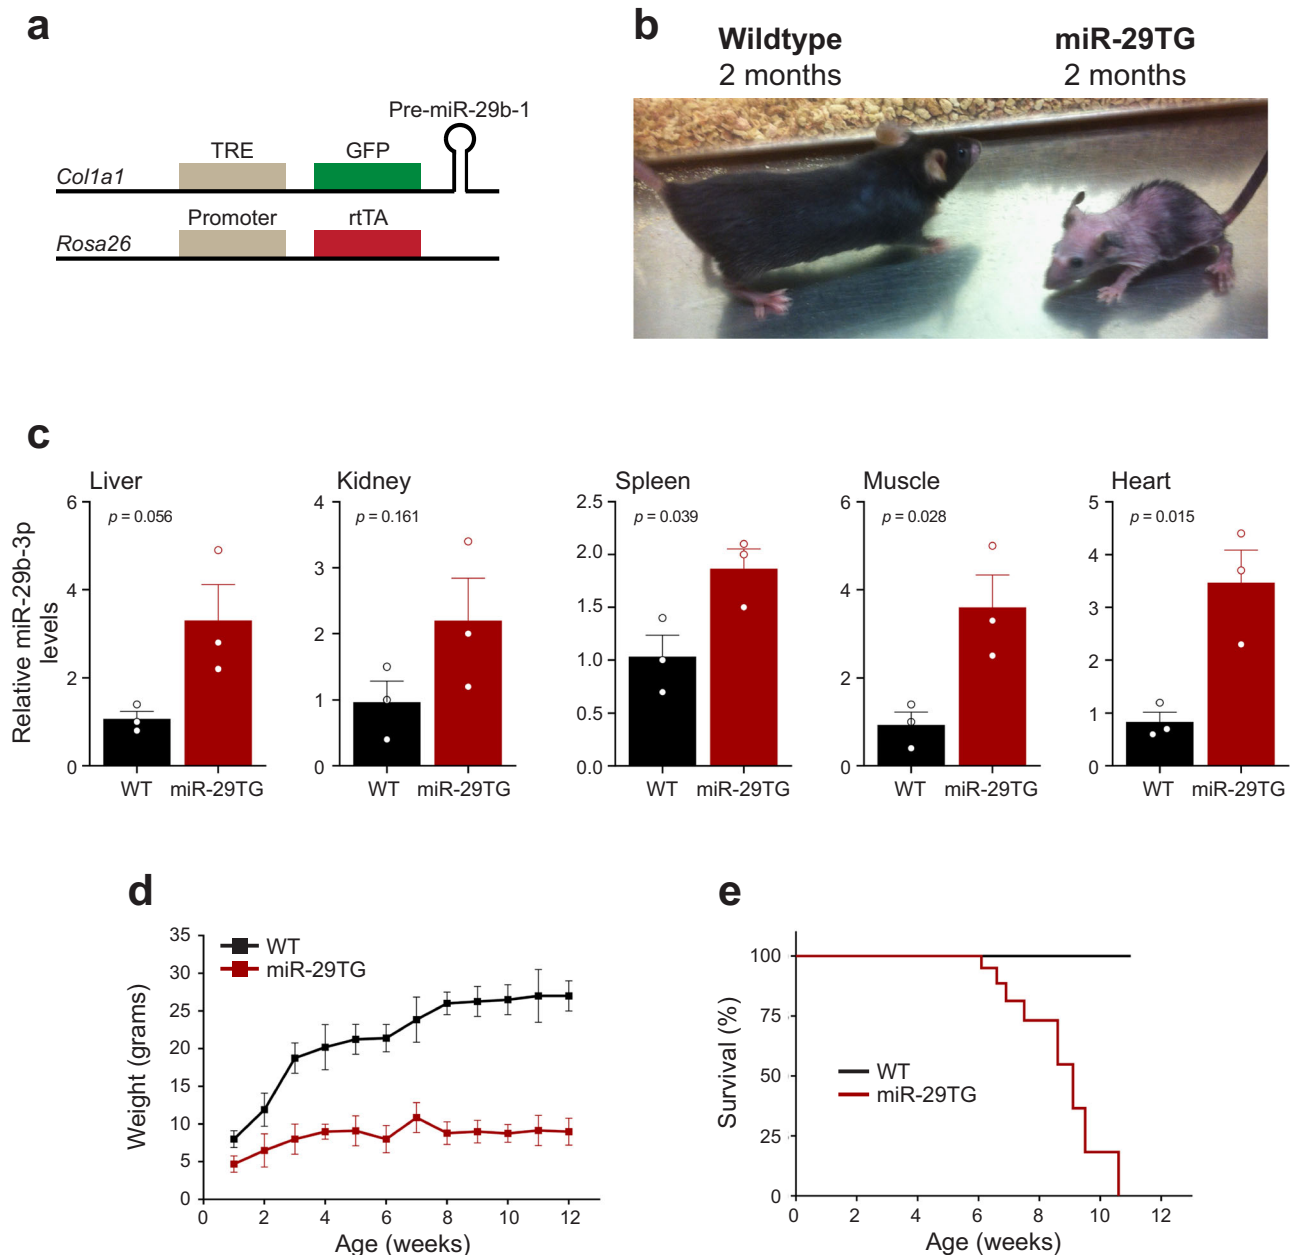 a
Pre-miR-29b-1
TRE
GFP
Col1a1
Promoter
rtTA
Rosa26
b
Wildtype
2 months
miR-29TG
2 months
c
Relative miR-29b-3p
levels
Liver
p = 0.056
6
4
2
0
WT
miR-29TG
Kidney
p = 0.161
4
3
2
1
0
WT
miR-29TG
Spleen
p = 0.039
2.5
2.0
1.5
1.0
0.5
0.0
WT
miR-29TG
Muscle
p = 0.028
6
4
2
0
WT
miR-29TG
Heart
p = 0.015
5
4
3
2
1
0
WT
miR-29TG
d
Weight (grams)
35
30
25
20
15
10
5
0
WT
miR-29TG
0 2 4 6 8 10 12
Age (weeks)
e
Survival (%)
100
75
50
25
0
WT
miR-29TG
0 2 4 6 8 10 12
Age (weeks)